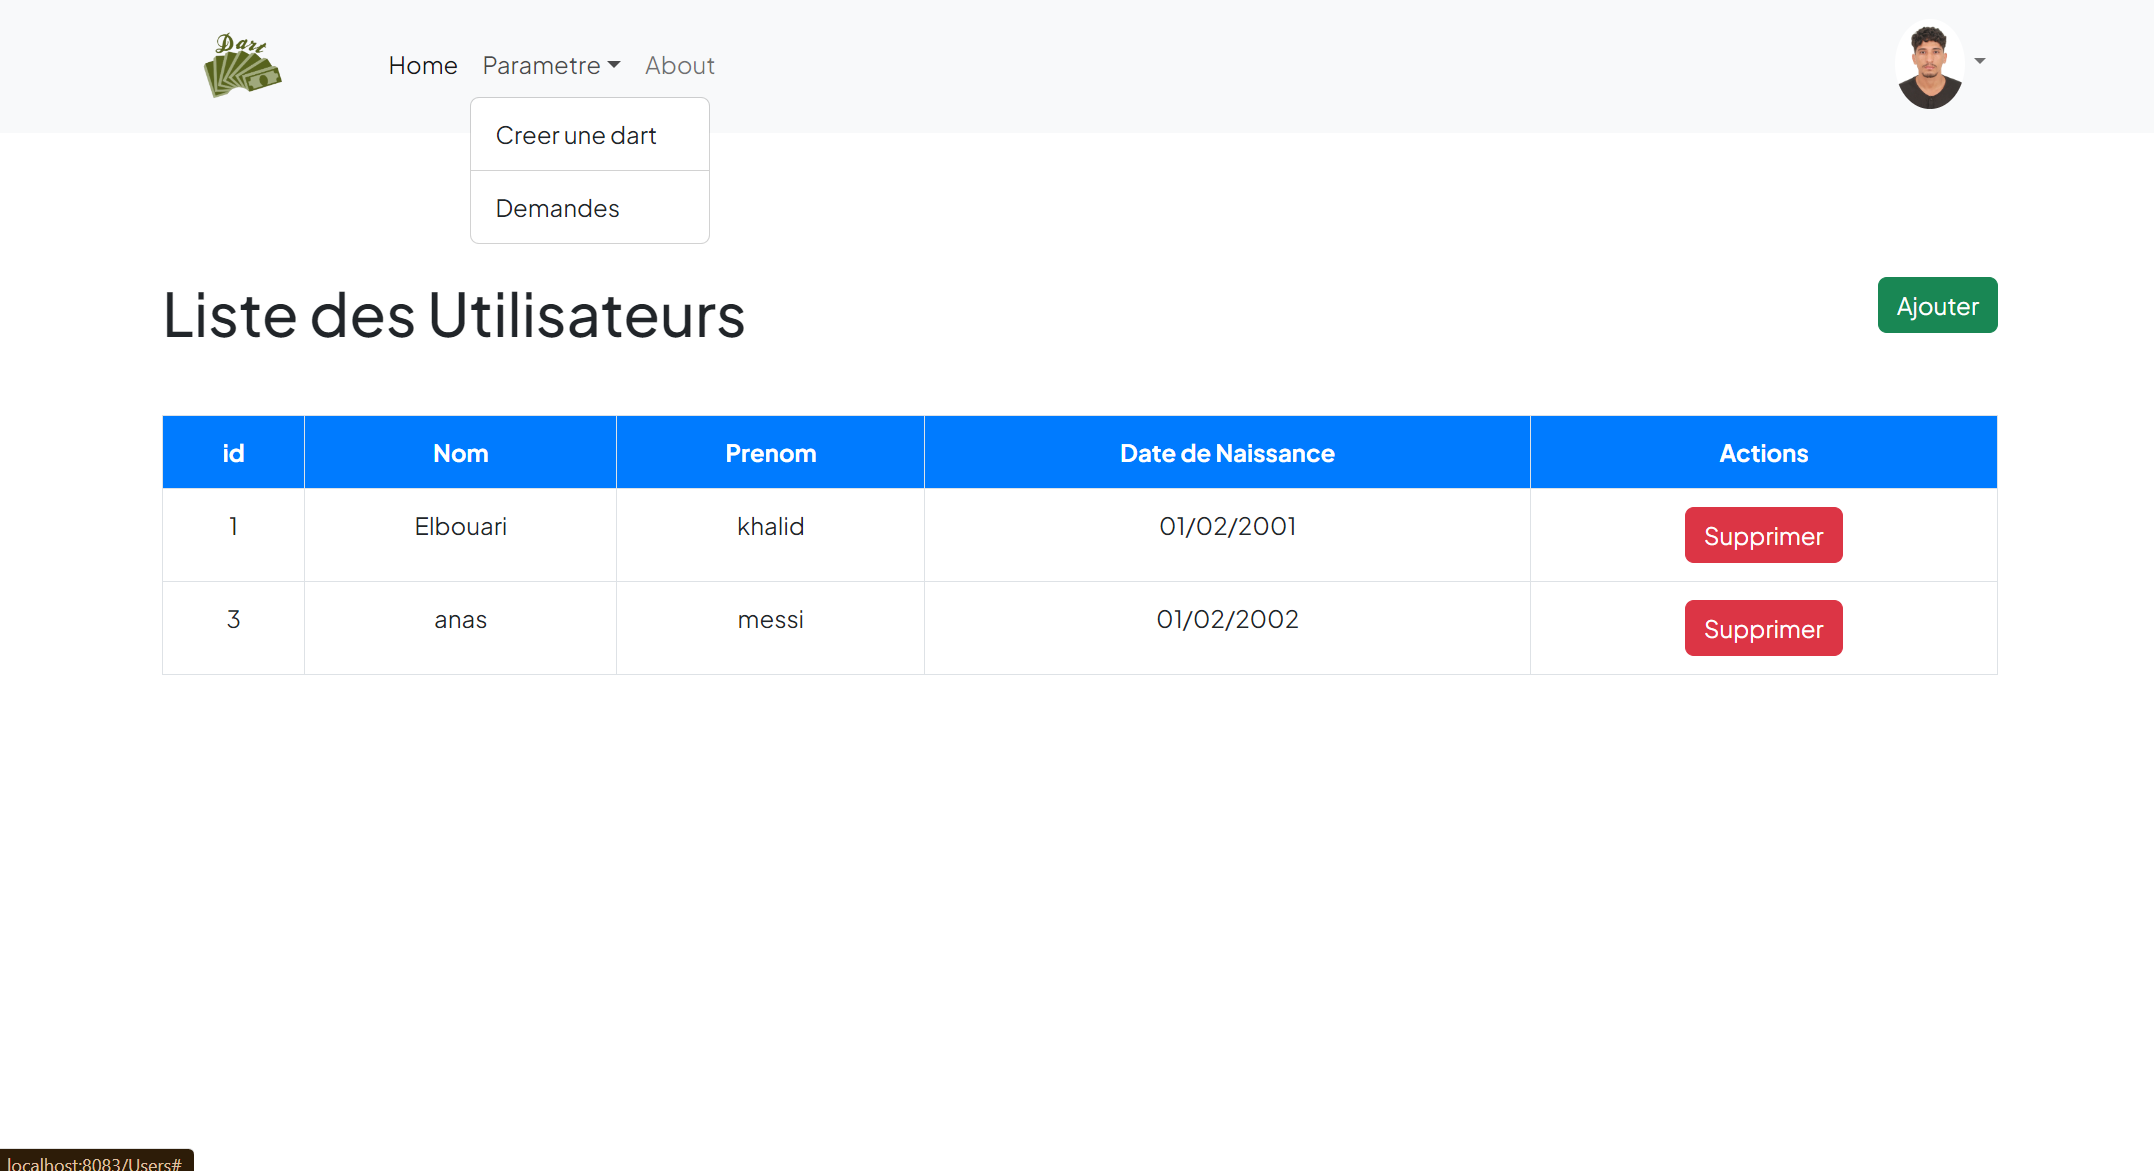 Dart
Home Parametre About
Creer une dart
Demandes
Liste des Utilisateurs
Ajouter
id Nom Prenom Date de Naissance Actions
1 Elbouari khalid 01/02/2001 Supprimer
3 anas messi 01/02/2002 Supprimer
localhost:8083/Users#